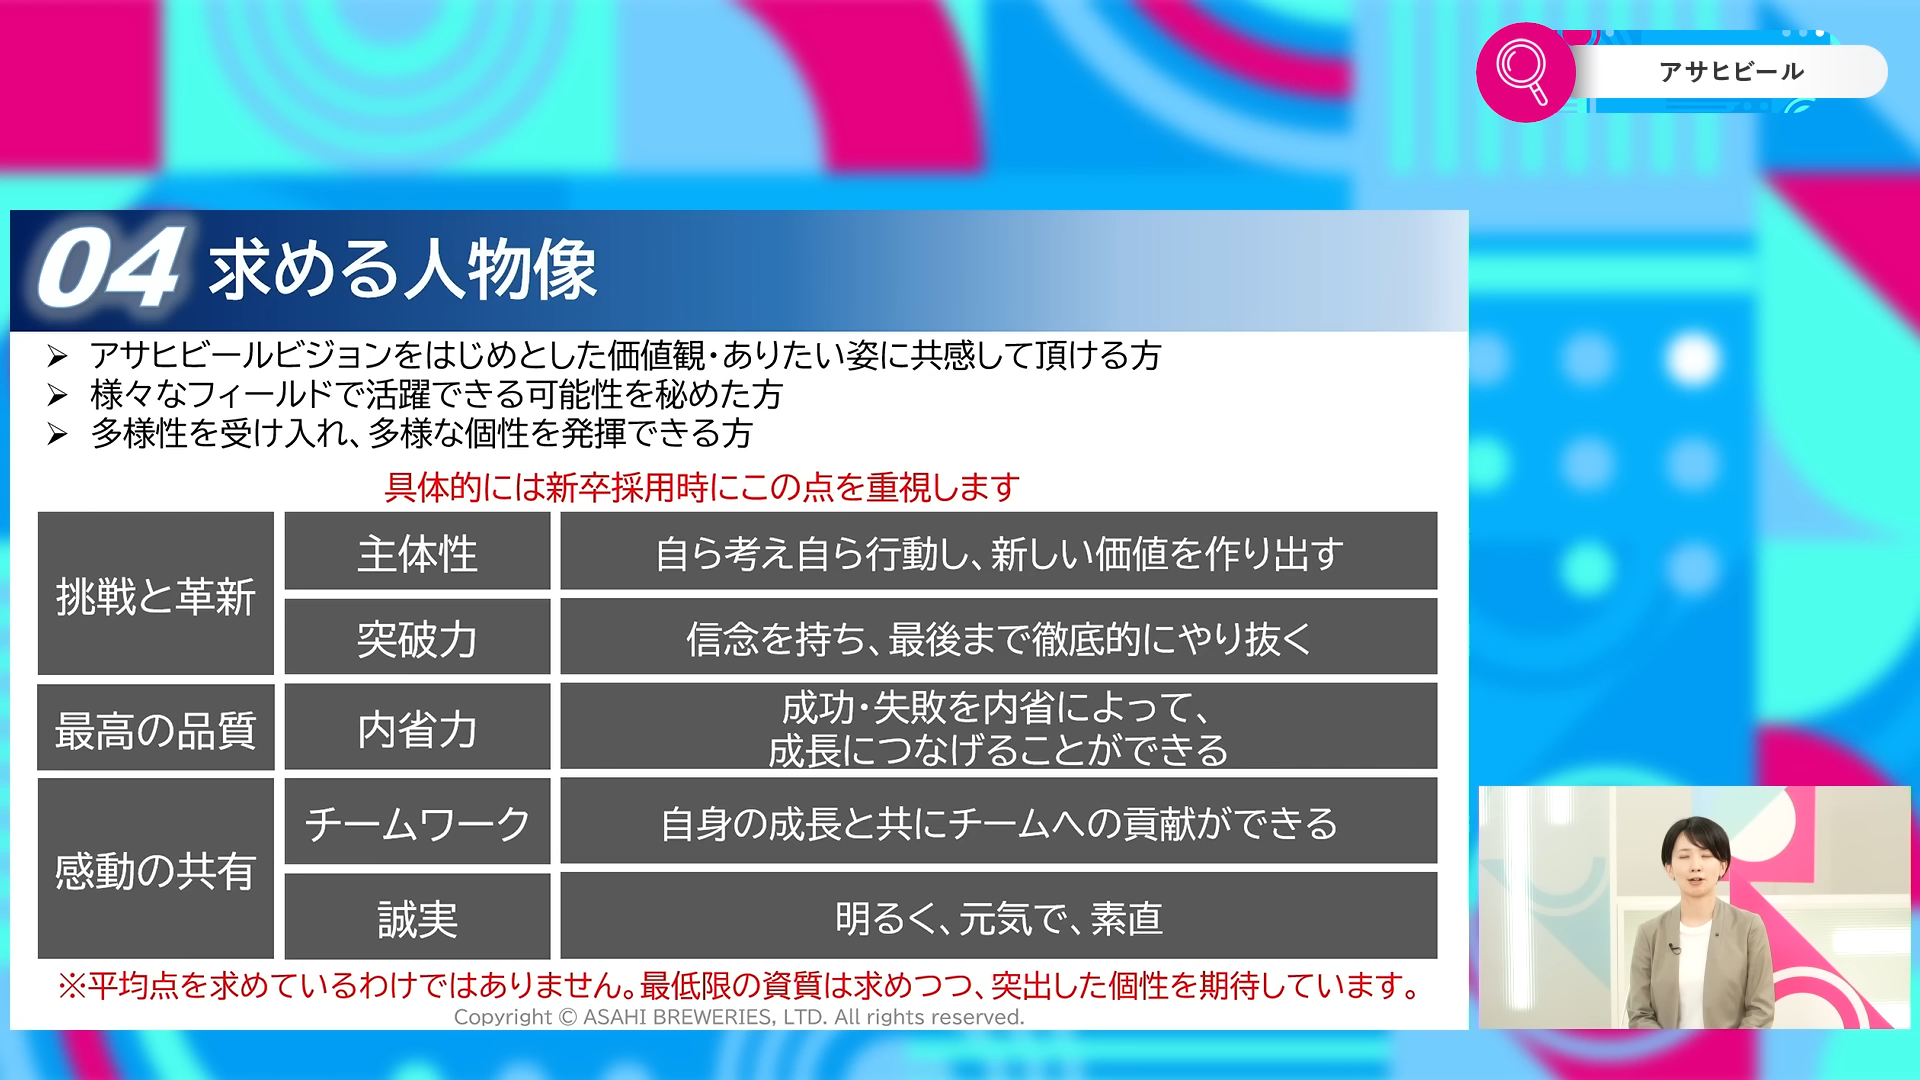 アサヒビール
04 求める人物像
➢ アサヒビールビジョンをはじめとした価値観・ありたい姿に共感して頂ける方
➢ 様々なフィールドで活躍できる可能性を秘めた方
➢ 多様性を受け入れ、多様な個性を発揮できる方
具体的には新卒採用時にこの点を重視します
挑戦と革新
主体性
自ら考え自ら行動し、新しい価値を作り出す
突破力
信念を持ち、最後まで徹底的にやり抜く
最高の品質
内省力
成功・失敗を内省によって、
成長につなげることができる
感動の共有
チームワーク
自身の成長と共にチームへの貢献ができる
誠実
明るく、元気で、素直
※平均点を求めているわけではありません。最低限の資質は求めつつ、突出した個性を期待しています。
Copyright © ASAHI BREWERIES, LTD. All rights reserved.